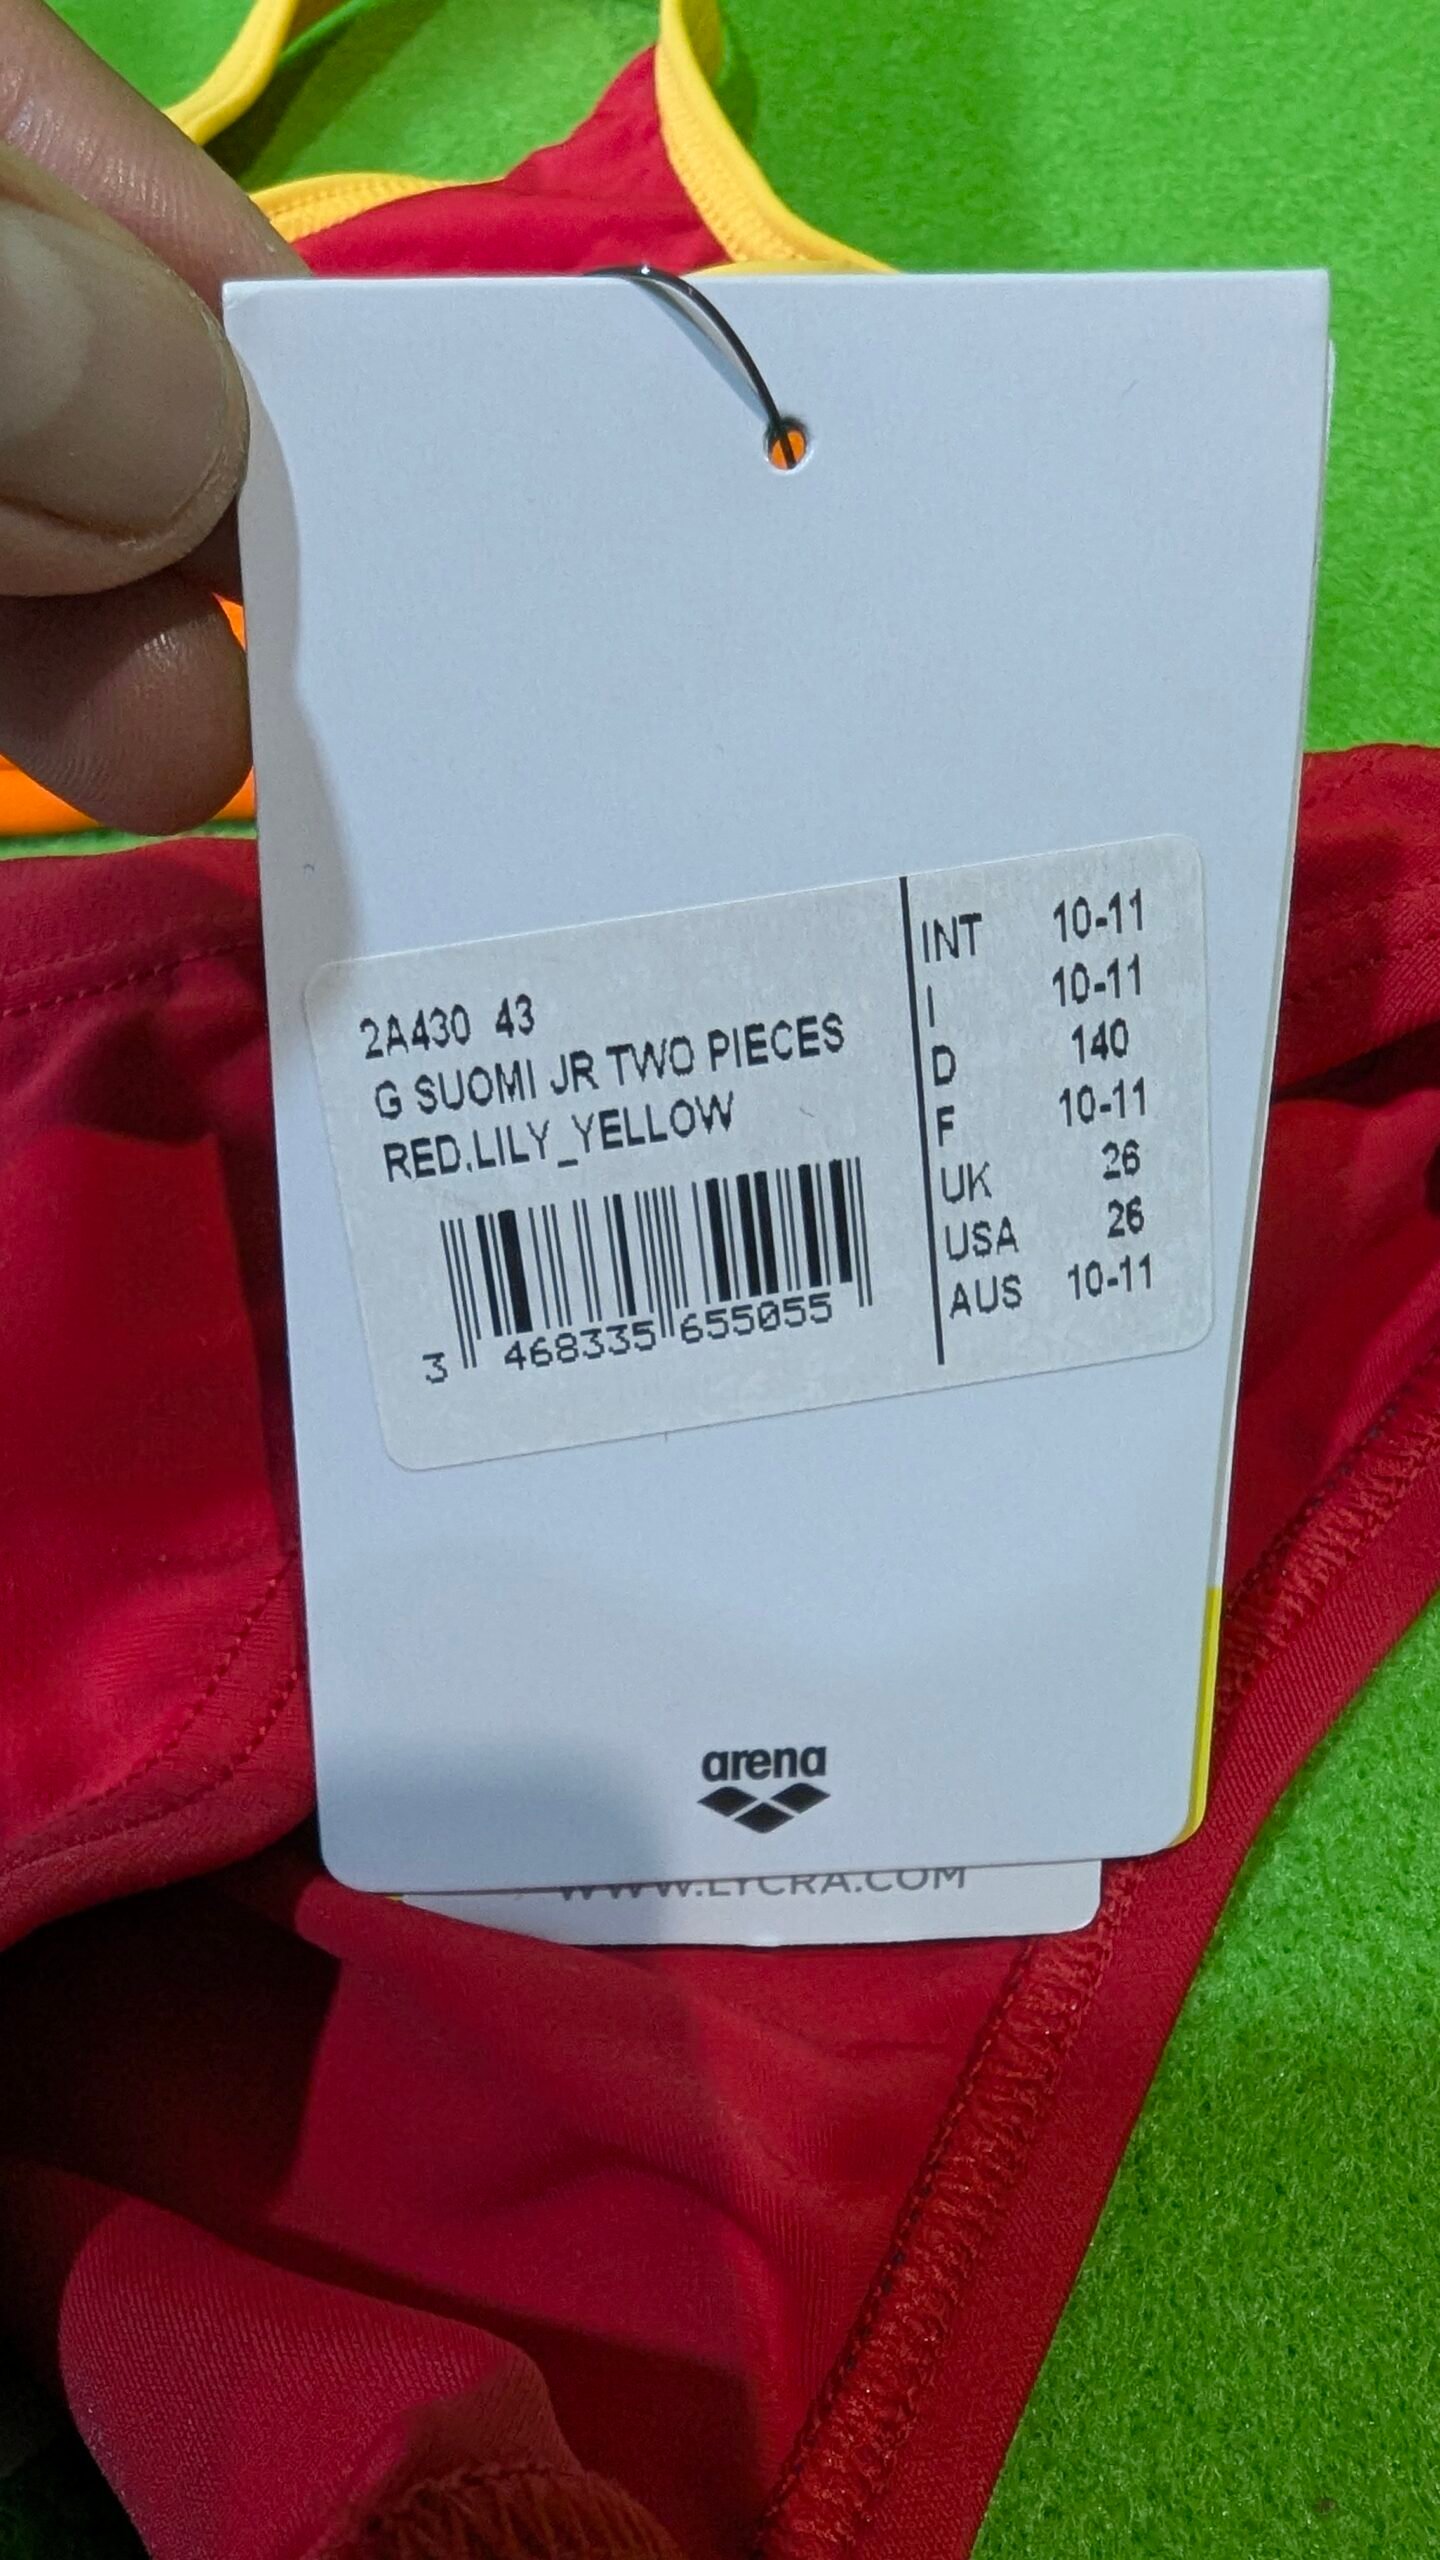 2A430 43
G SUOMI JR TWO PIECES
RED.LILY_YELLOW
3 468335 655055
INT 10-11
I 10-11
D 140
F 10-11
UK 26
USA 26
AUS 10-11
arena
WWW.LYCRA.COM